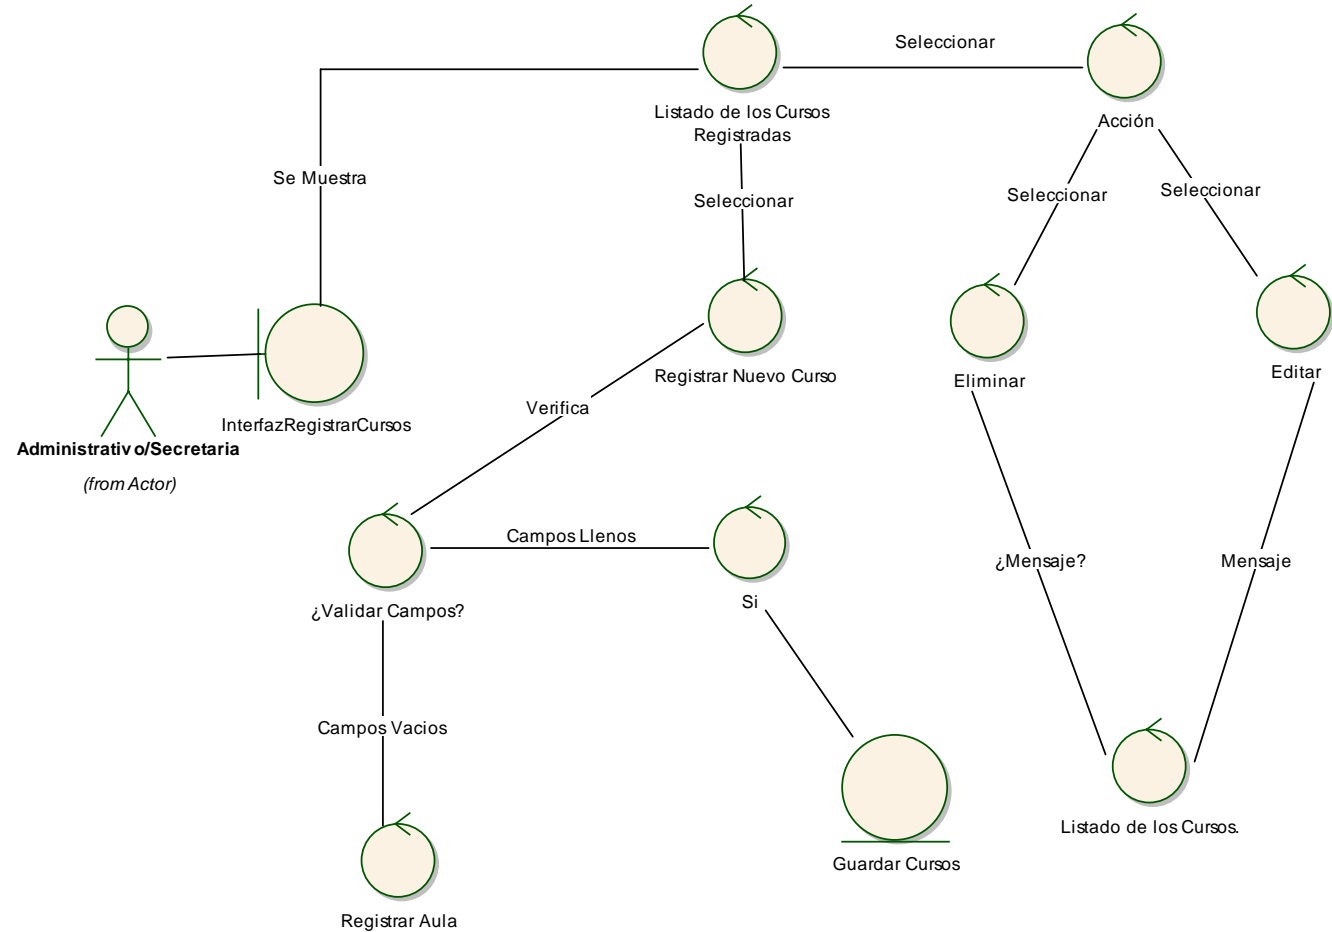 Seleccionar
Listado de los Cursos
Registradas
Acción
Se Muestra
Seleccionar
Seleccionar
Seleccionar
InterfazRegistrarCursos
Administrativo/Secretaria
(from Actor)
Registrar Nuevo Curso
Eliminar
Editar
Verifica
Campos Llenos
¿Validar Campos?
Si
¿Mensaje?
Mensaje
Campos Vacios
Guardar Cursos
Listado de los Cursos.
Registrar Aula